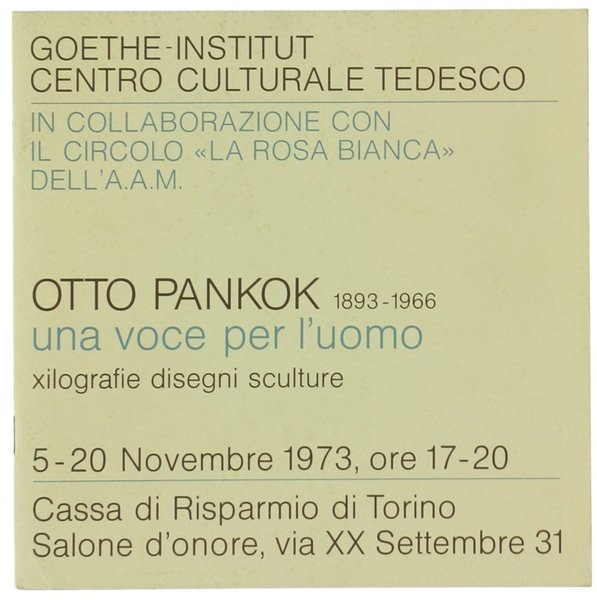 GOETHE-INSTITUT
CENTRO CULTURALE TEDESCO
IN COLLABORAZIONE CON
IL CIRCOLO «LA ROSA BIANCA»
DELL'A.A.M.
OTTO PANKOK 1893-1966
una voce per l'uomo
xilografie disegni sculture
5-20 Novembre 1973, ore 17-20
Cassa di Risparmio di Torino
Salone d'onore, via XX Settembre 31